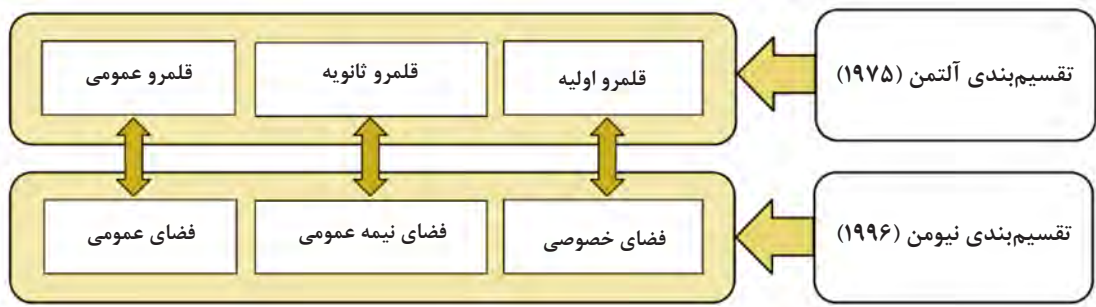 تقسیم‌بندی آلتمن (۱۹۷۵)
قلمرو اولیه
قلمرو ثانویه
قلمرو عمومی
تقسیم‌بندی نیومن (۱۹۹۶)
فضای خصوصی
فضای نیمه عمومی
فضای عمومی